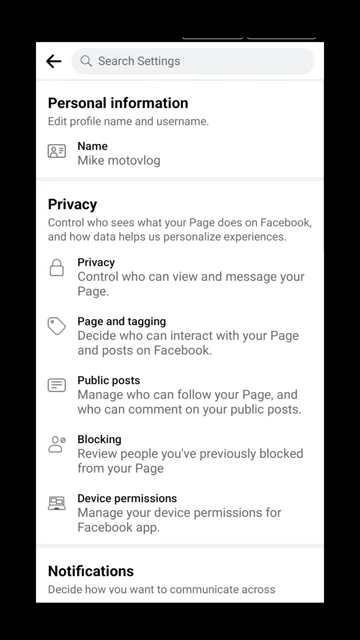 Search Settings
Personal information
Edit profile name and username.
Name
Mike motovlog
Privacy
Control who sees what your Page does on Facebook,
and how data helps us personalize experiences.
Privacy
Control who can view and message your
Page.
Page and tagging
Decide who can interact with your Page
and posts on Facebook.
Public posts
Manage who can follow your Page, and
who can comment on your public posts.
Blocking
Review people you've previously blocked
from your Page
Device permissions
Manage your device permissions for
Facebook app.
Notifications
Decide how you want to communicate across